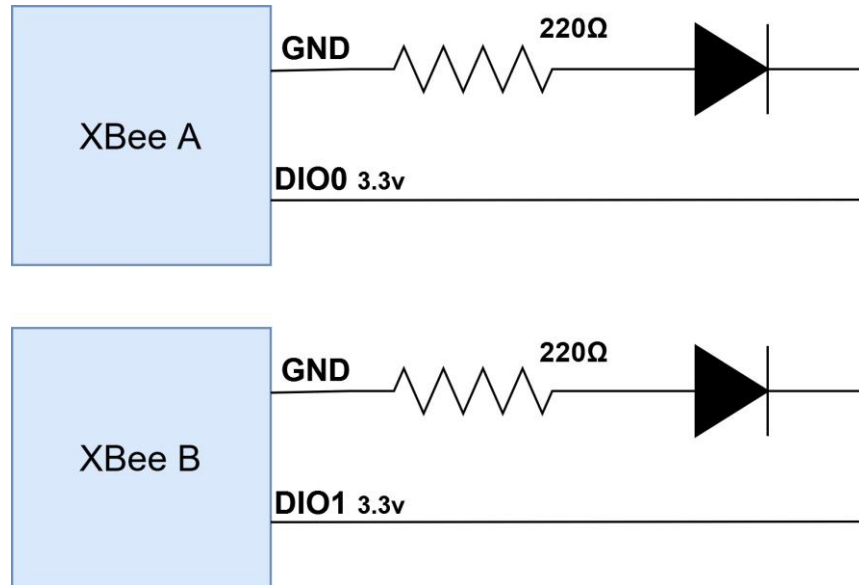 GND
220Ω
XBee A
DIO0 3.3v
GND
220Ω
XBee B
DIO1 3.3v